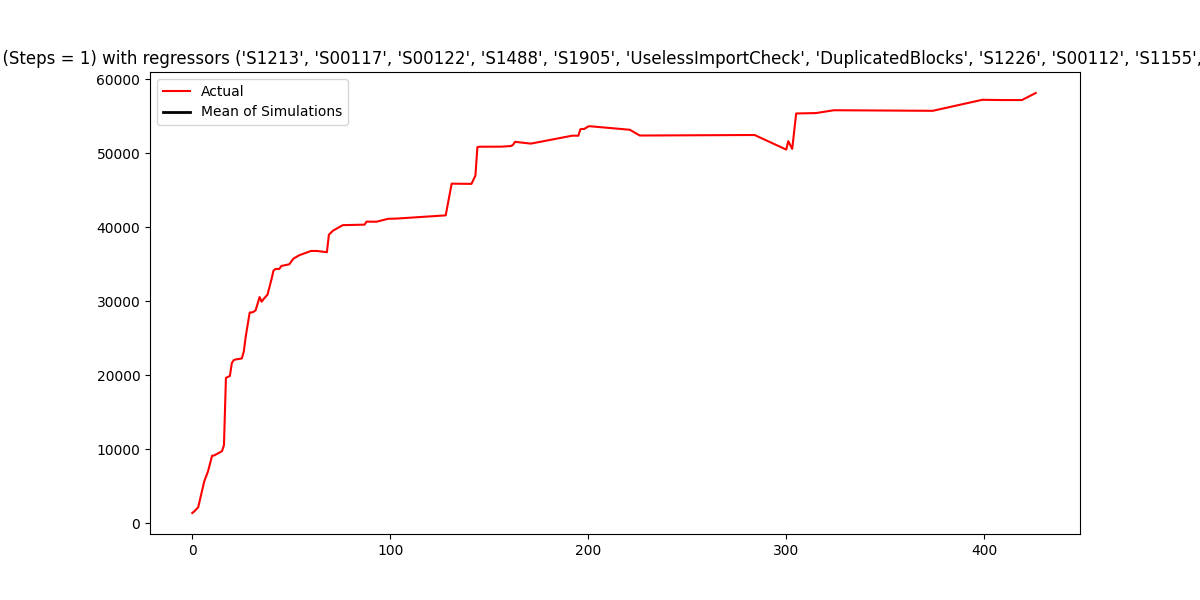 (Steps = 1) with regressors ('S1213', 'S00117', 'S00122', 'S1488', 'S1905', 'UselessImportCheck', 'DuplicatedBlocks', 'S1226', 'S00112', 'S1155',
60000
Actual
Mean of Simulations
50000
40000
30000
20000
10000
0
0 100 200 300 400